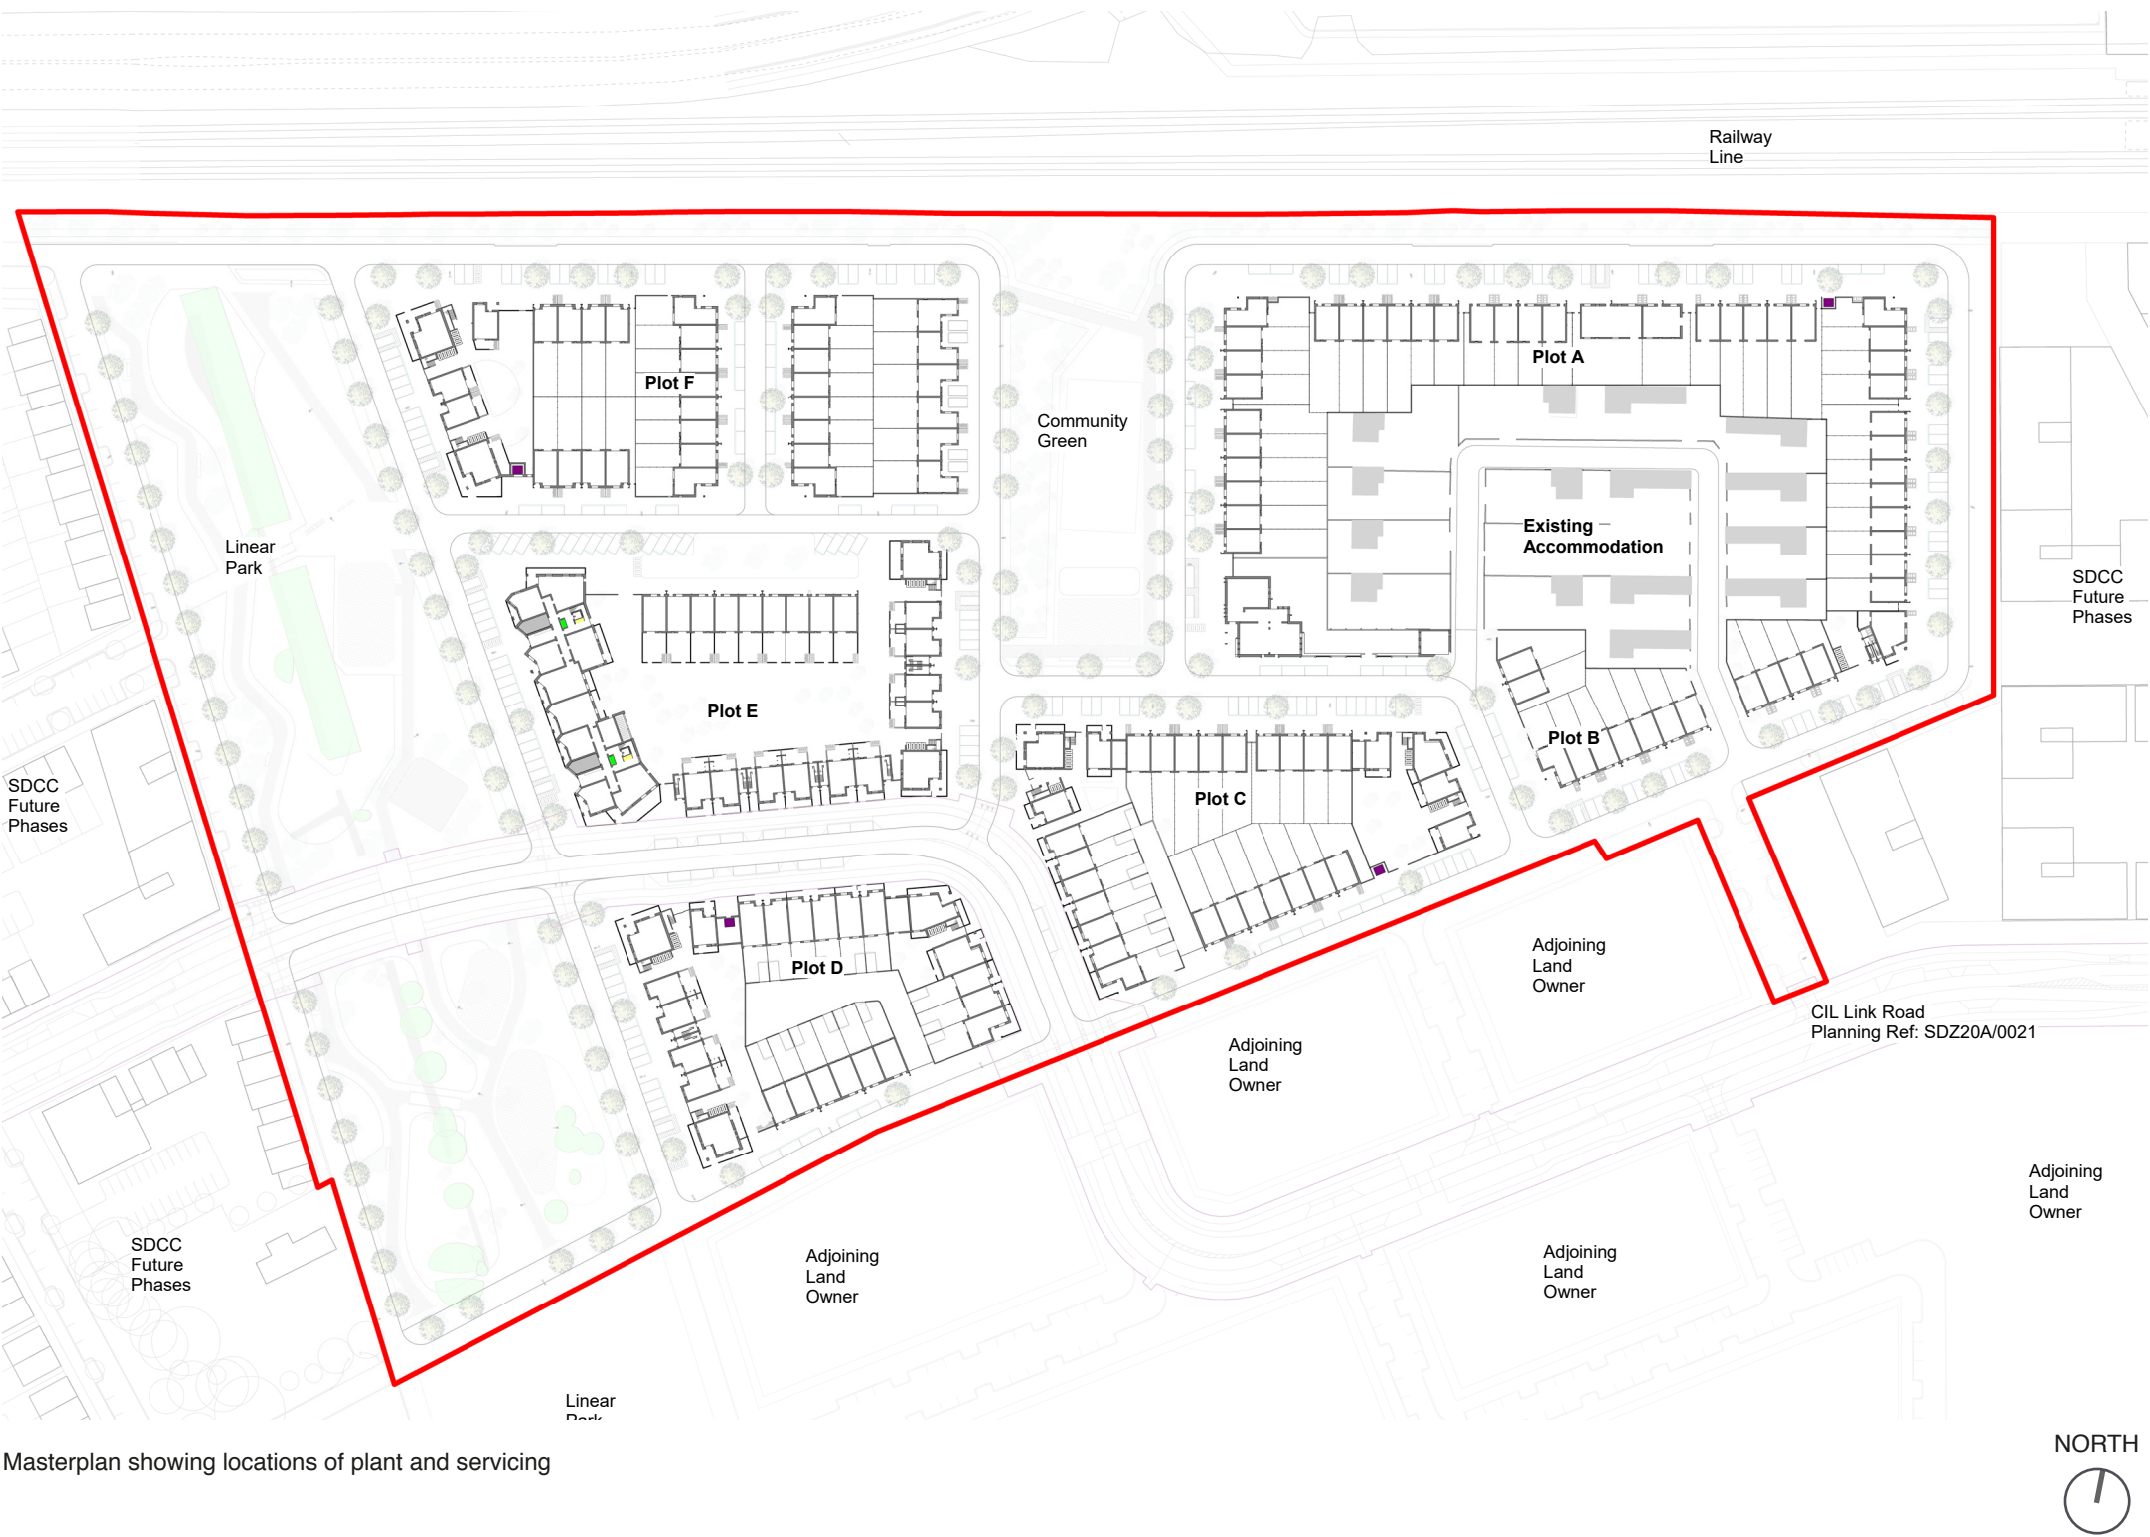 Railway
Line
Plot A
Plot F
Community
Green
Existing
Accommodation
Linear
Park
SDCC
Future
Phases
Plot E
Plot B
SDCC
Future
Phases
Plot C
Adjoining
Land
Owner
Plot D
CIL Link Road
Planning Ref: SDZ20A/0021
Adjoining
Land
Owner
Adjoining
Land
Owner
SDCC
Future
Phases
Adjoining
Land
Owner
Adjoining
Land
Owner
Linear
Park
Masterplan showing locations of plant and servicing
NORTH